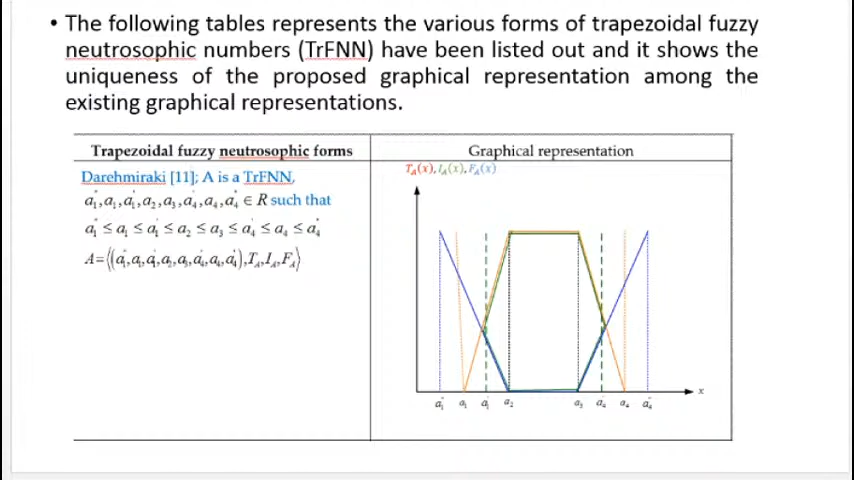 • The following tables represents the various forms of trapezoidal fuzzy
neutrosophic numbers (TrFNN) have been listed out and it shows the
uniqueness of the proposed graphical representation among the
existing graphical representations.
Trapezoidal fuzzy neutrosophic forms
Graphical representation
Darehmiraki [11]; A is a TrFNN,
a₁″,a₁,a₁′,a₂,a₃,a₄′,a₄,a₄″ ∈ R such that
a₁″ ≤ a₁ ≤ a₁′ ≤ a₂ ≤ a₃ ≤ a₄′ ≤ a₄ ≤ a₄″
A=⟨(a₁″,a₁,a₁′,a₂,a₃,a₄′,a₄,a₄″),T_A,I_A,F_A⟩
T_A(x), I_A(x), F_A(x)
x
a₁″ a₁ a₁′ a₂ a₃ a₄′ a₄ a₄″